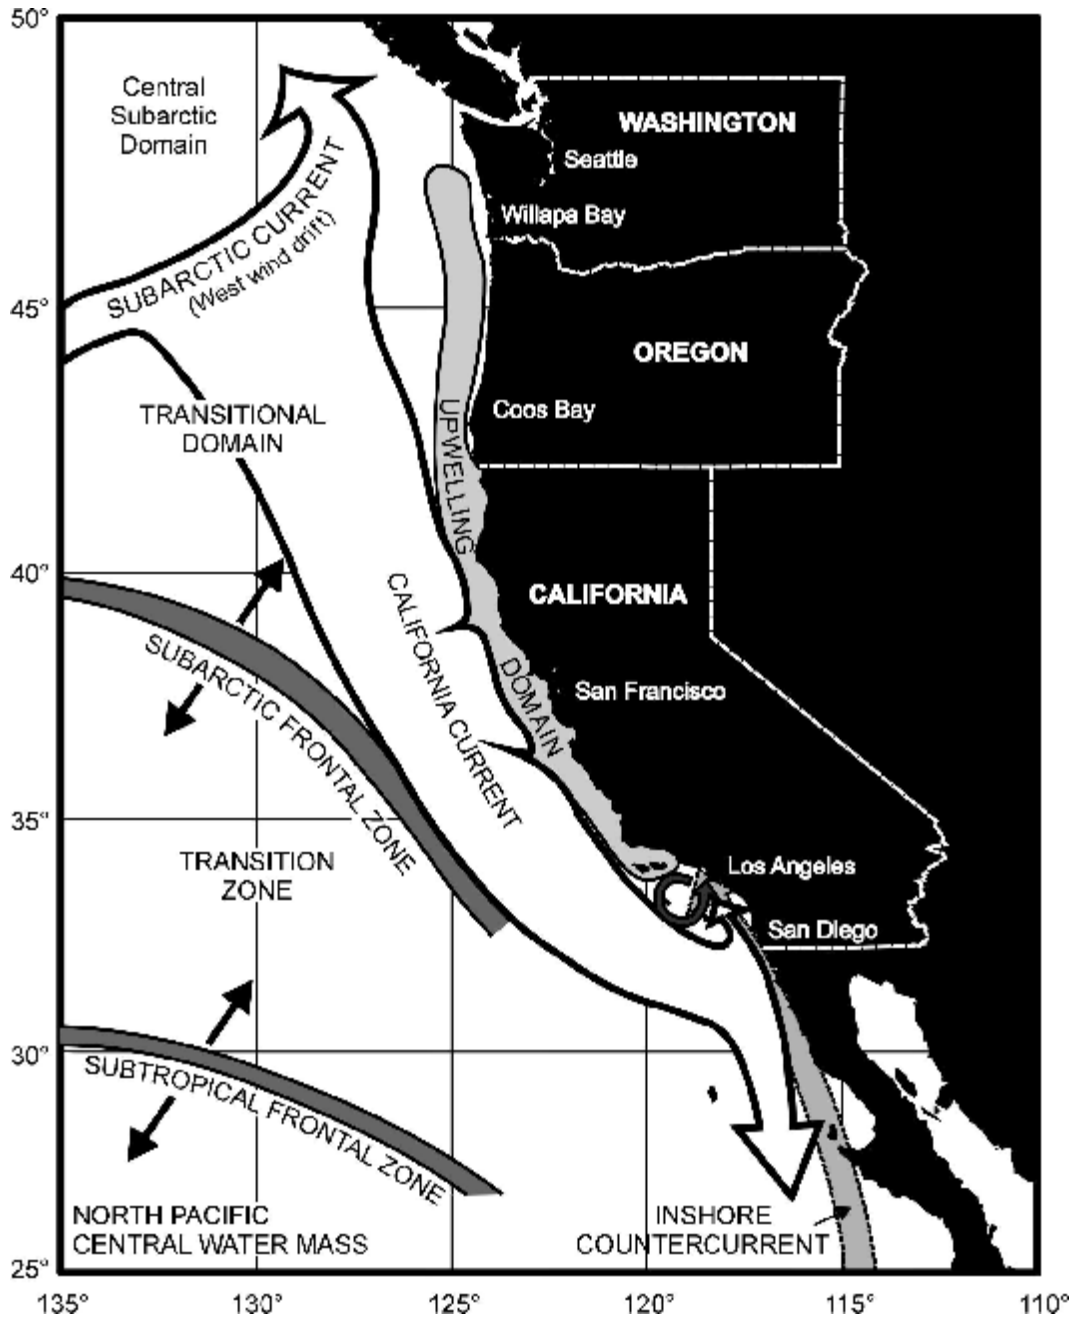 50°
Central
Subarctic
Domain
WASHINGTON
Seattle
Willapa Bay
SUBARCTIC CURRENT
(West wind drift)
45°
OREGON
Coos Bay
TRANSITIONAL
DOMAIN
UPWELLING
DOMAIN
40°
CALIFORNIA
CALIFORNIA CURRENT
SUBARCTIC FRONTAL ZONE
San Francisco
35°
TRANSITION
ZONE
Los Angeles
San Diego
30°
SUBTROPICAL FRONTAL ZONE
NORTH PACIFIC
CENTRAL WATER MASS
INSHORE
COUNTERCURRENT
25°
135°
130°
125°
120°
115°
110°